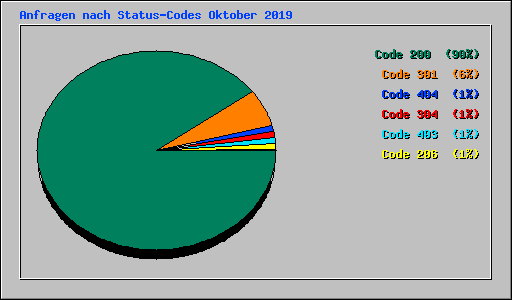 Anfragen nach Status-Codes Oktober 2019
Code 200 (90%)
Code 301 (6%)
Code 404 (1%)
Code 304 (1%)
Code 403 (1%)
Code 206 (1%)